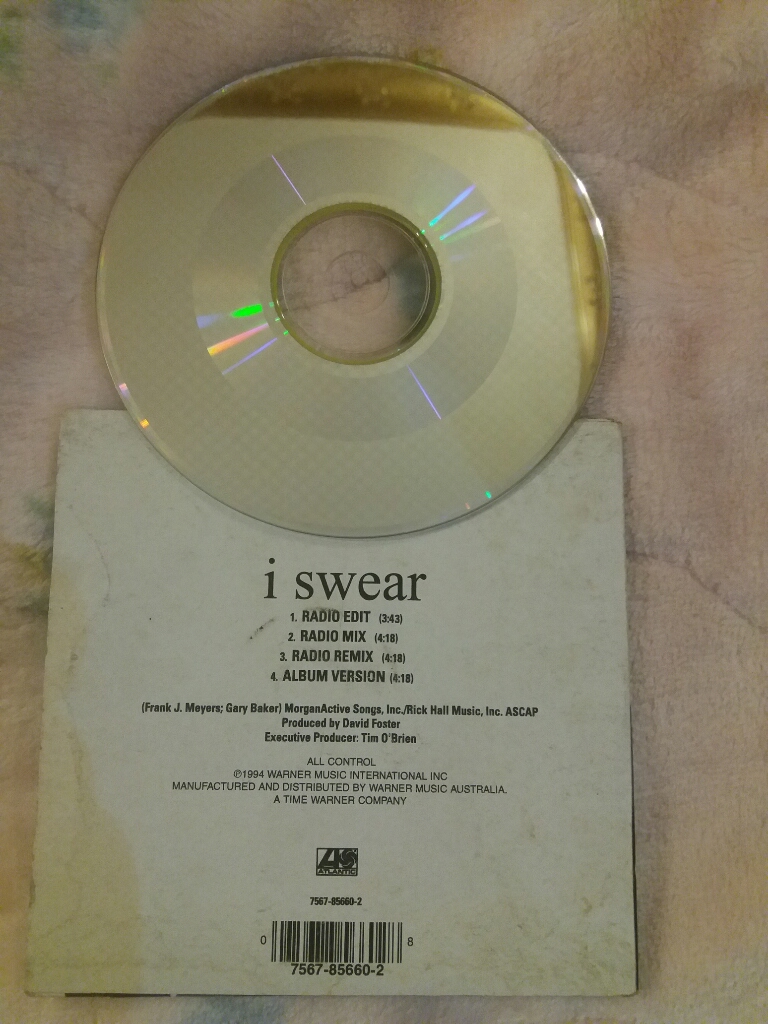 i swear
1. RADIO EDIT (3:43)
2. RADIO MIX (4:18)
3. RADIO REMIX (4:18)
4. ALBUM VERSION (4:18)
(Frank J. Meyers; Gary Baker) MorganActive Songs, Inc./Rick Hall Music, Inc. ASCAP
Produced by David Foster
Executive Producer: Tim O'Brien
ALL CONTROL
℗1994 WARNER MUSIC INTERNATIONAL INC
MANUFACTURED AND DISTRIBUTED BY WARNER MUSIC AUSTRALIA.
A TIME WARNER COMPANY
ATLANTIC
7567-85660-2
0 8
7567-85660-2